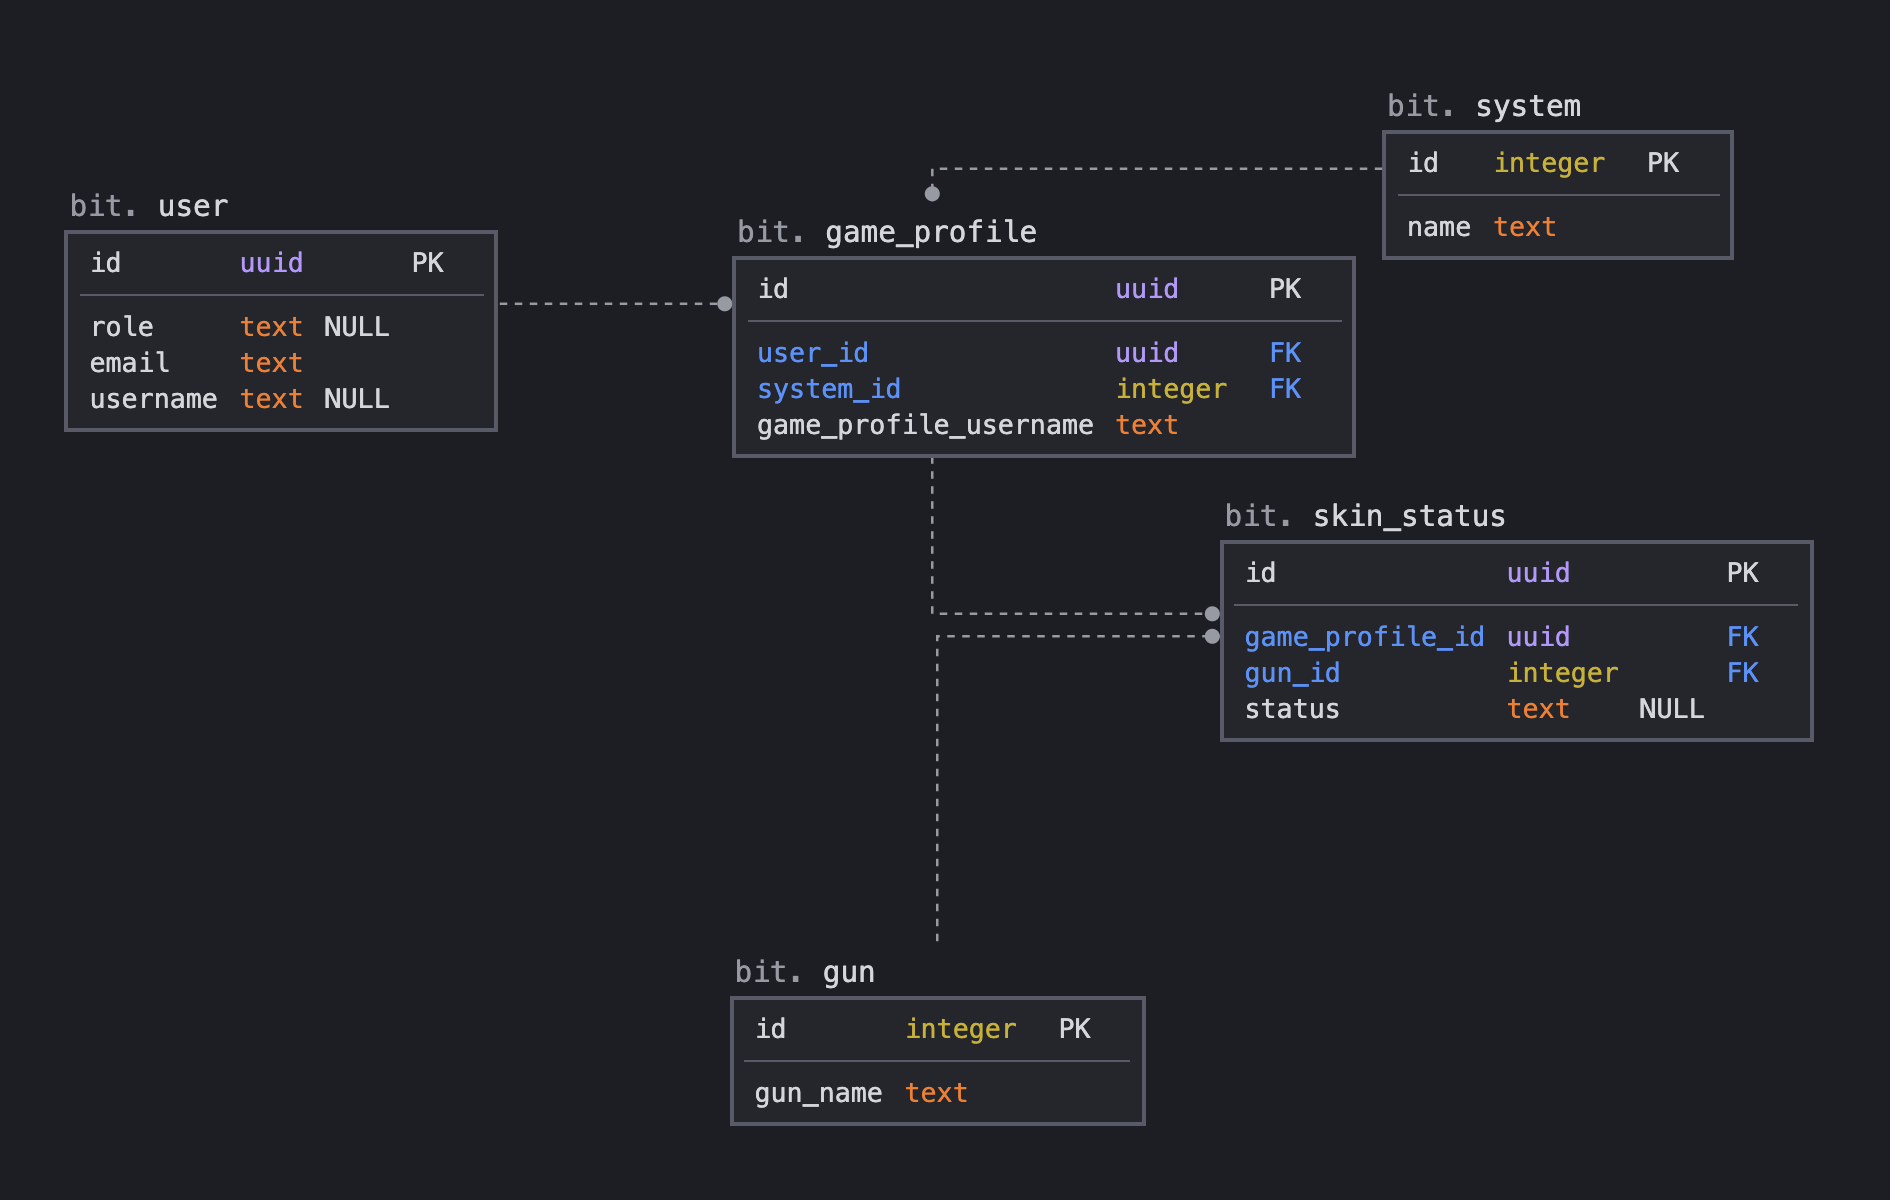 bit. system
id integer PK
name text
bit. user
id uuid PK
role text NULL
email text
username text NULL
bit. game_profile
id uuid PK
user_id uuid FK
system_id integer FK
game_profile_username text
bit. skin_status
id uuid PK
game_profile_id uuid FK
gun_id integer FK
status text NULL
bit. gun
id integer PK
gun_name text